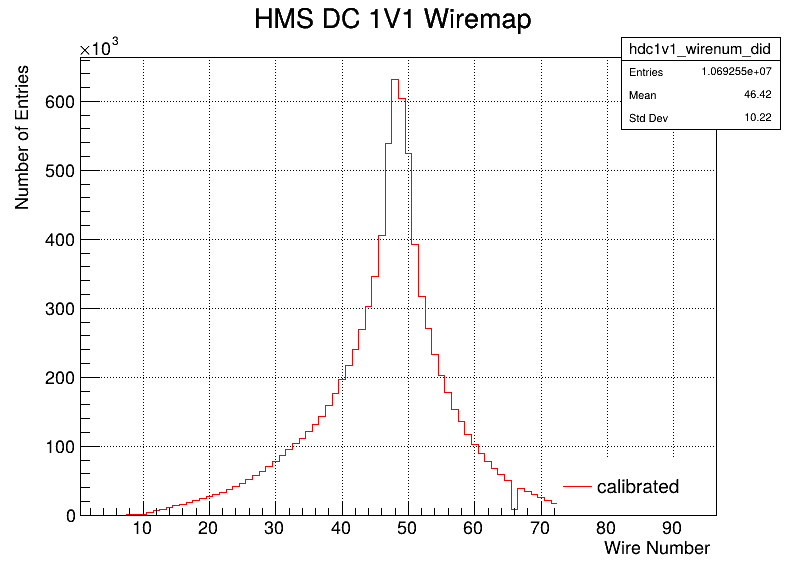 HMS DC 1V1 Wiremap
×10³
hdc1v1_wirenum_did
Entries 1.069255e+07
Mean 46.42
Std Dev 10.22
Number of Entries
600
500
400
300
200
100
0
calibrated
10 20 30 40 50 60 70 80 90
Wire Number